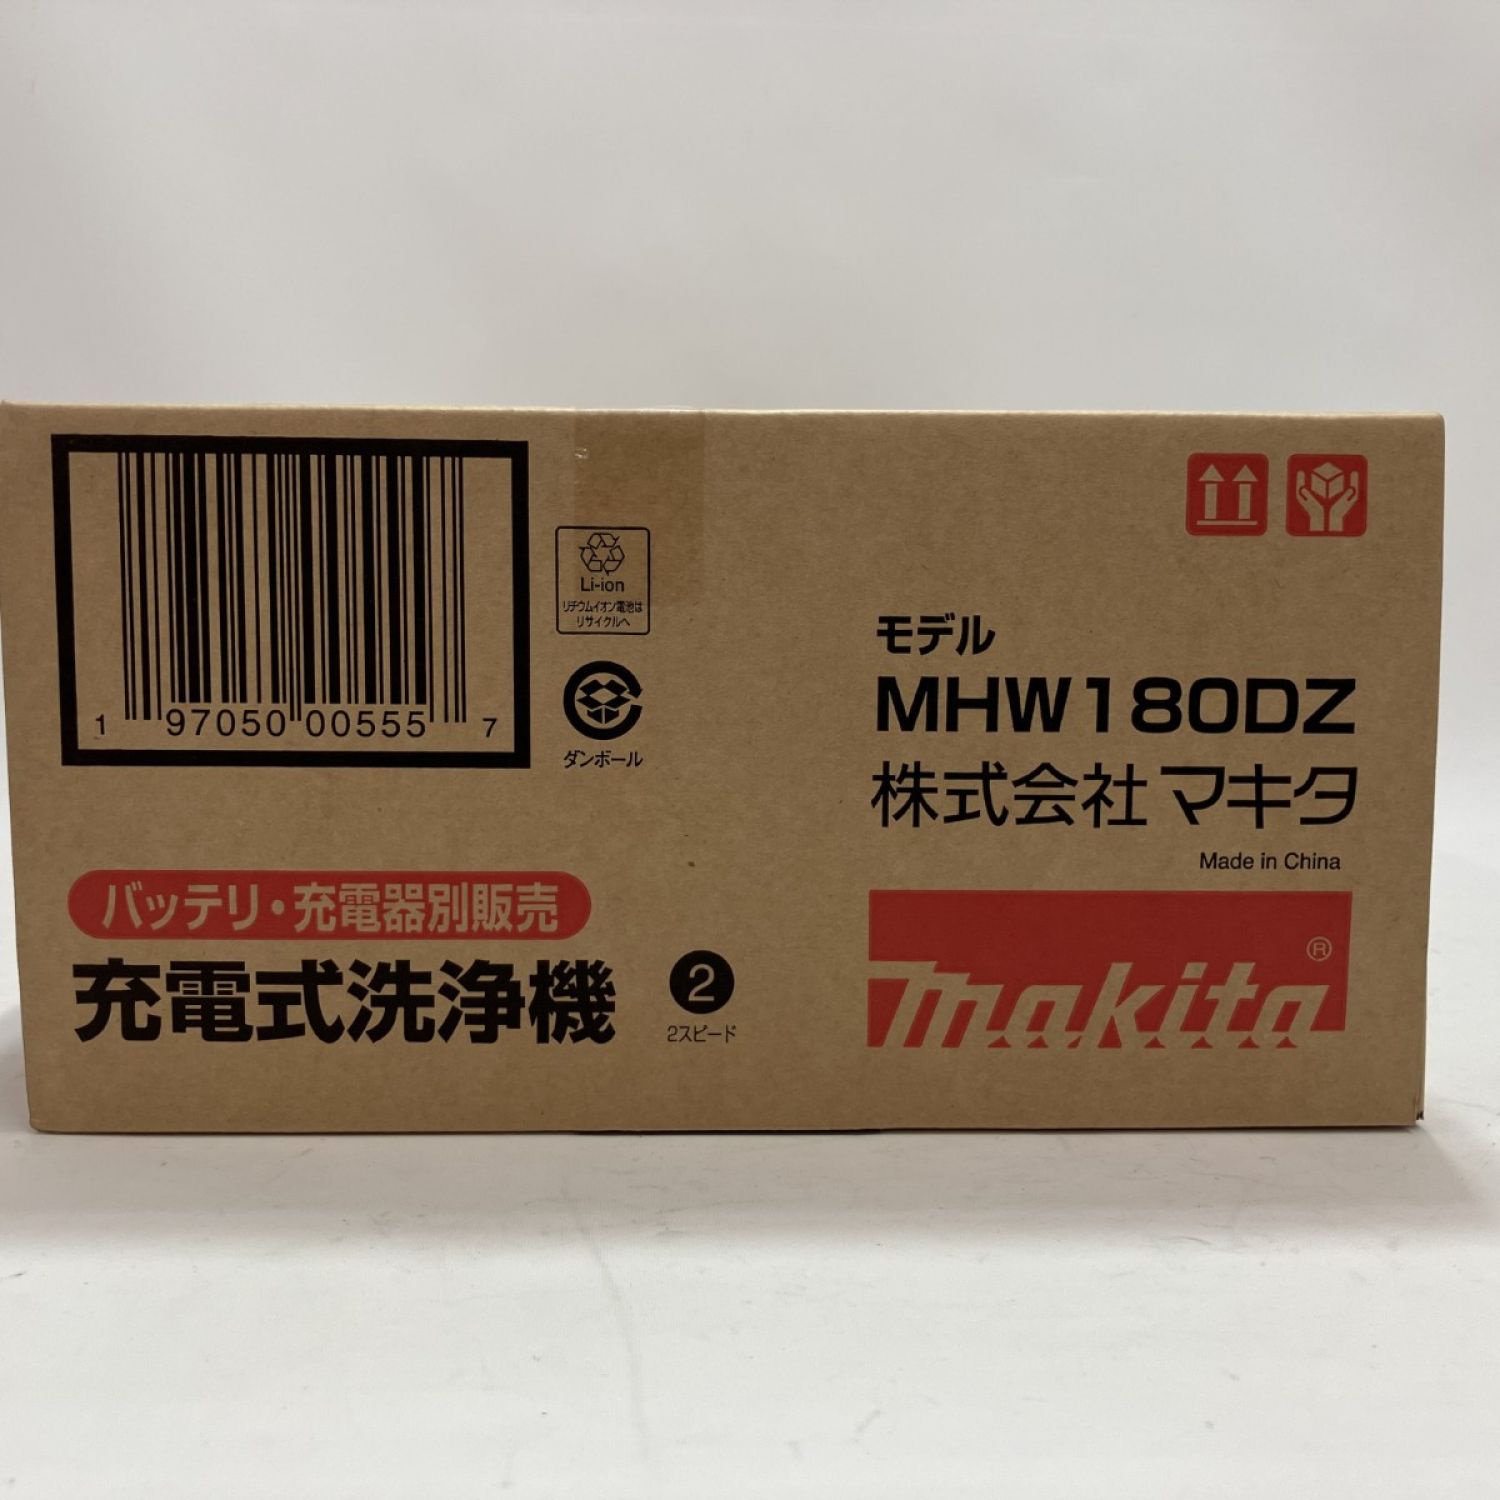 1 97050 00555 7
Li-ion
リチウムイオン電池は
リサイクルへ
ダンボール
バッテリ・充電器別販売
充電式洗浄機
2
2スピード
モデル
MHW180DZ
株式会社マキタ
Made in China
makita®